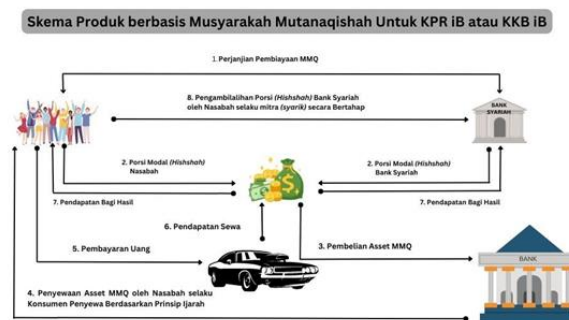 Skema Produk berbasis Musyarakah Mutanaqishah Untuk KPR iB atau KKB iB
1. Perjanjian Pembiayaan MMQ
8. Pengambilalihan Porsi (Hishshah) Bank Syariah
oleh Nasabah selaku mitra (syarik) secara Bertahap
BANK
SYARIAH
2. Porsi Modal (Hishshah)
Nasabah
2. Porsi Modal (Hishshah)
Bank Syariah
7. Pendapatan Bagi Hasil
7. Pendapatan Bagi Hasil
6. Pendapatan Sewa
5. Pembayaran Uang
3. Pembelian Asset MMQ
BANK
4. Penyewaan Asset MMQ oleh Nasabah selaku
Konsumen Penyewa Berdasarkan Prinsip Ijarah